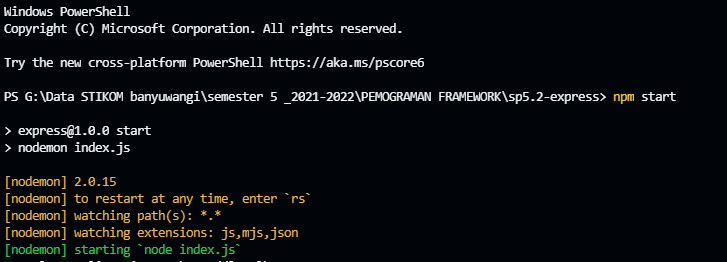 Windows PowerShell
Copyright (C) Microsoft Corporation. All rights reserved.
Try the new cross-platform PowerShell https://aka.ms/pscore6
PS G:\Data STIKOM banyuwangi\semester 5 _2021-2022\PEMOGRAMAN FRAMEWORK\sp5.2-express> npm start
> express@1.0.0 start
> nodemon index.js
[nodemon] 2.0.15
[nodemon] to restart at any time, enter `rs`
[nodemon] watching path(s): *.*
[nodemon] watching extensions: js,mjs,json
[nodemon] starting `node index.js`